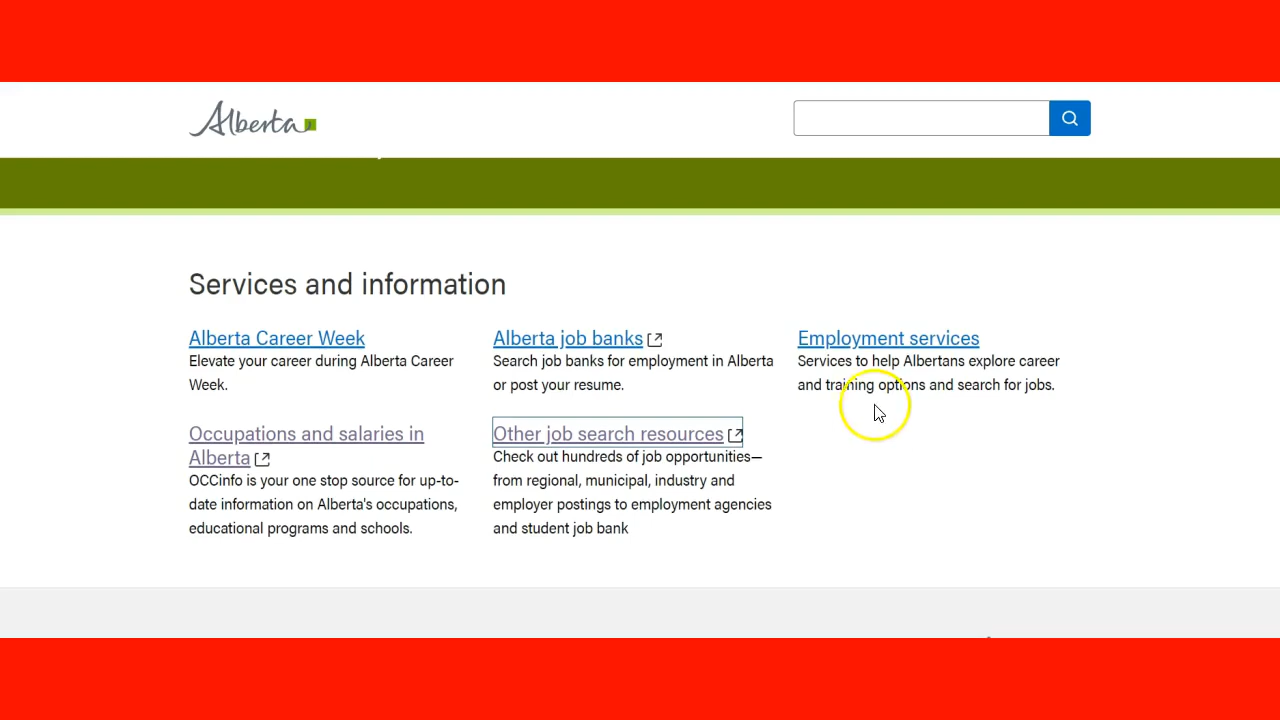 Alberta
Services and information
Alberta Career Week
Elevate your career during Alberta Career
Week.
Alberta job banks
Search job banks for employment in Alberta
or post your resume.
Employment services
Services to help Albertans explore career
and training options and search for jobs.
Occupations and salaries in
Alberta
OCCinfo is your one stop source for up-to-
date information on Alberta's occupations,
educational programs and schools.
Other job search resources
Check out hundreds of job opportunities—
from regional, municipal, industry and
employer postings to employment agencies
and student job bank